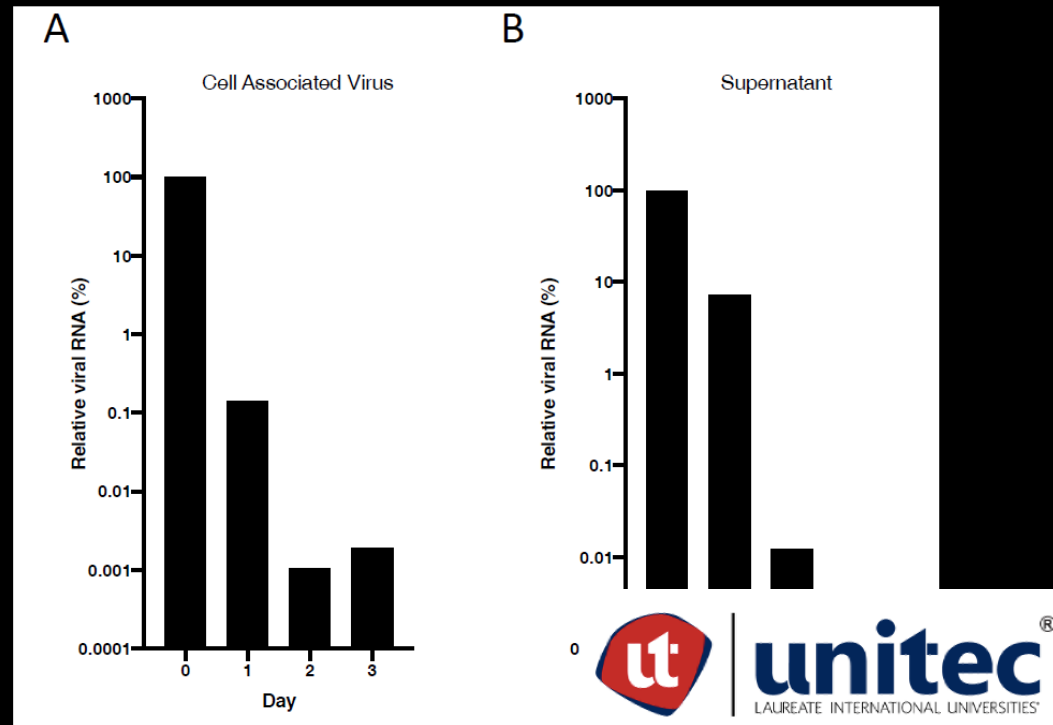 A
Cell Associated Virus
1000
100
10
1
0.1
0.01
0.001
0.0001
Relative viral RNA (%)
0
1
2
3
Day
B
Supernatant
1000
100
10
1
0.1
0.01
0
Relative viral RNA (%)
ut
unitec®
LAUREATE INTERNATIONAL UNIVERSITIES®